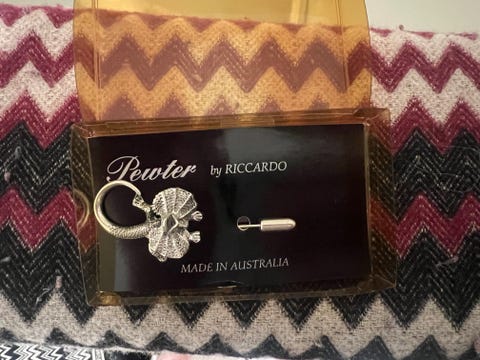 Pewter by RICCARDO
MADE IN AUSTRALIA